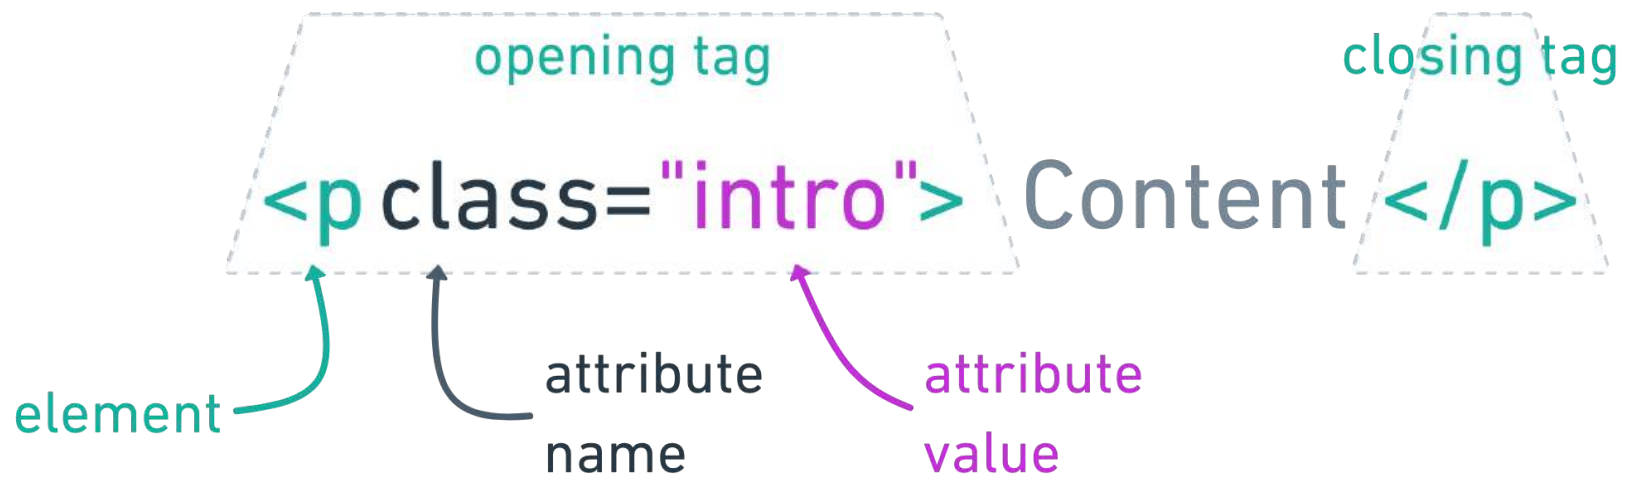 opening tag
closing tag
<p class="intro"> Content </p>
element
attribute
name
attribute
value